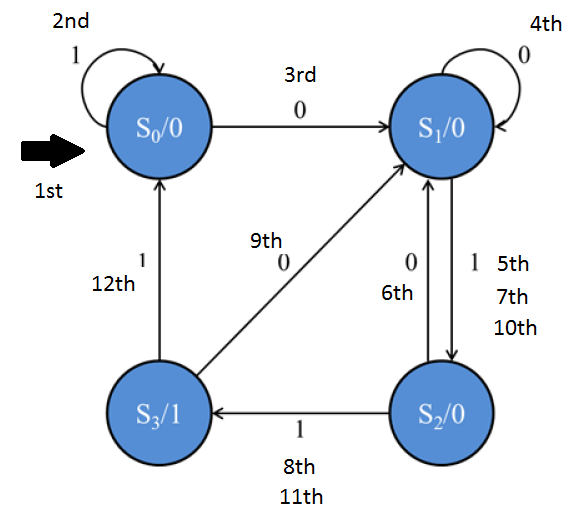 2nd
1
4th
0
3rd
0
S0/0
S1/0
1st
9th
0
1
12th
0
6th
1
5th
7th
10th
S3/1
S2/0
1
8th
11th